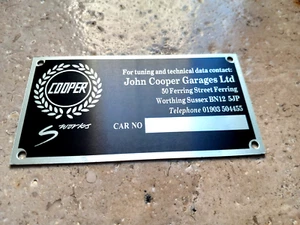 COOPER
S works
For tuning and technical data contact:
John Cooper Garages Ltd
50 Ferring Street Ferring
Worthing Sussex BN12 5JP
Telephone 01903 504455
CAR NO